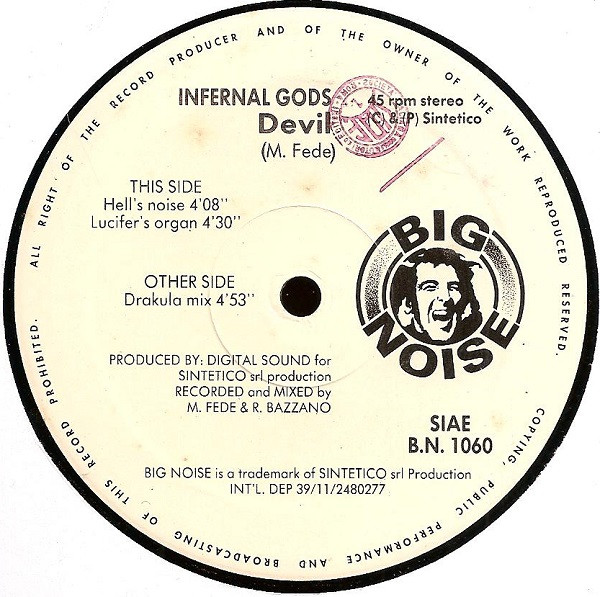 ALL RIGHT OF THE RECORD PRODUCER AND OF THE OWNER OF THE WORK REPRODUCED RESERVED.
INFERNAL GODS
Devil
(M. Fede)
45 rpm stereo
(C) & (P) Sintetico
THIS SIDE
Hell's noise 4'08''
Lucifer's organ 4'30''
OTHER SIDE
Drakula mix 4'53''
BIG
NOISE
PRODUCED BY: DIGITAL SOUND for
SINTETICO srl production
RECORDED and MIXED by
M. FEDE & R. BAZZANO
SIAE
B.N. 1060
BIG NOISE is a trademark of SINTETICO srl Production
INT'L. DEP 39/11/2480277
COPYING, PUBLIC PERFORMANCE AND BROADCASTING OF THIS RECORD PROHIBITED.